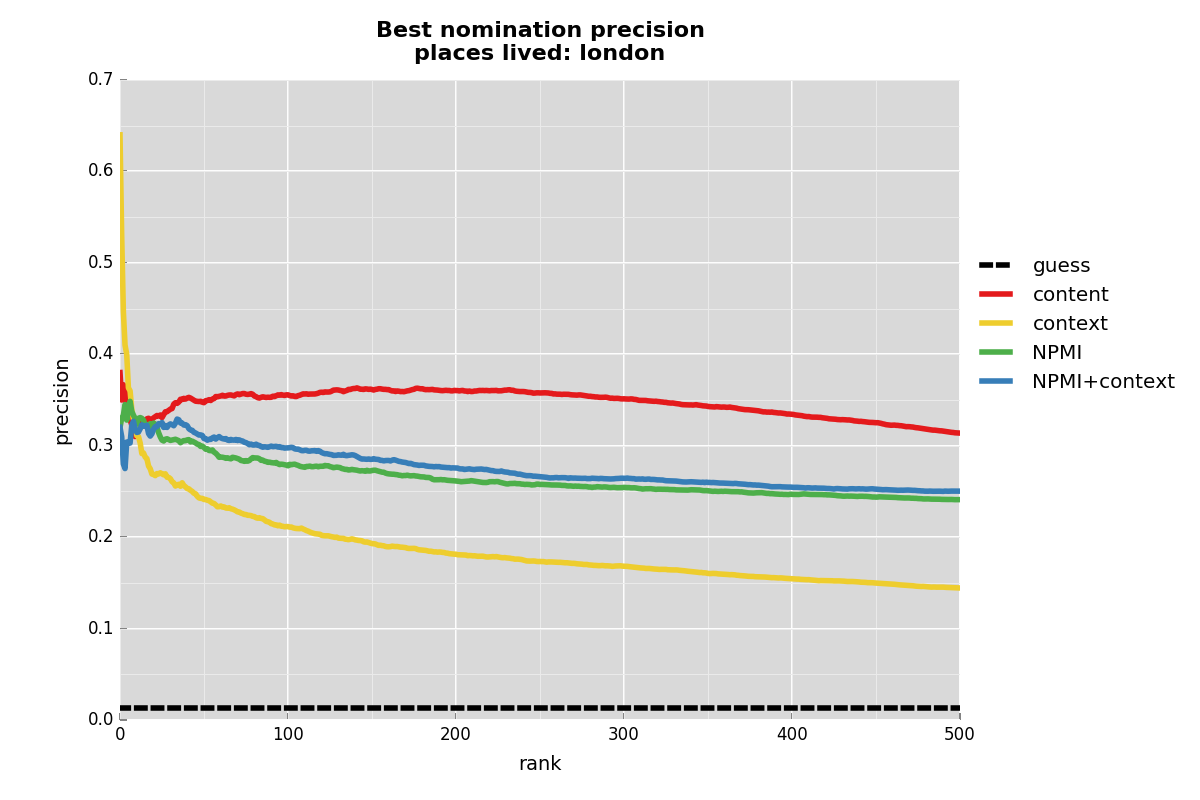 Best nomination precision
places lived: london
0.7
0.6
0.5
0.4
0.3
0.2
0.1
0.0
precision
0 100 200 300 400 500
rank
guess
content
context
NPMI
NPMI+context